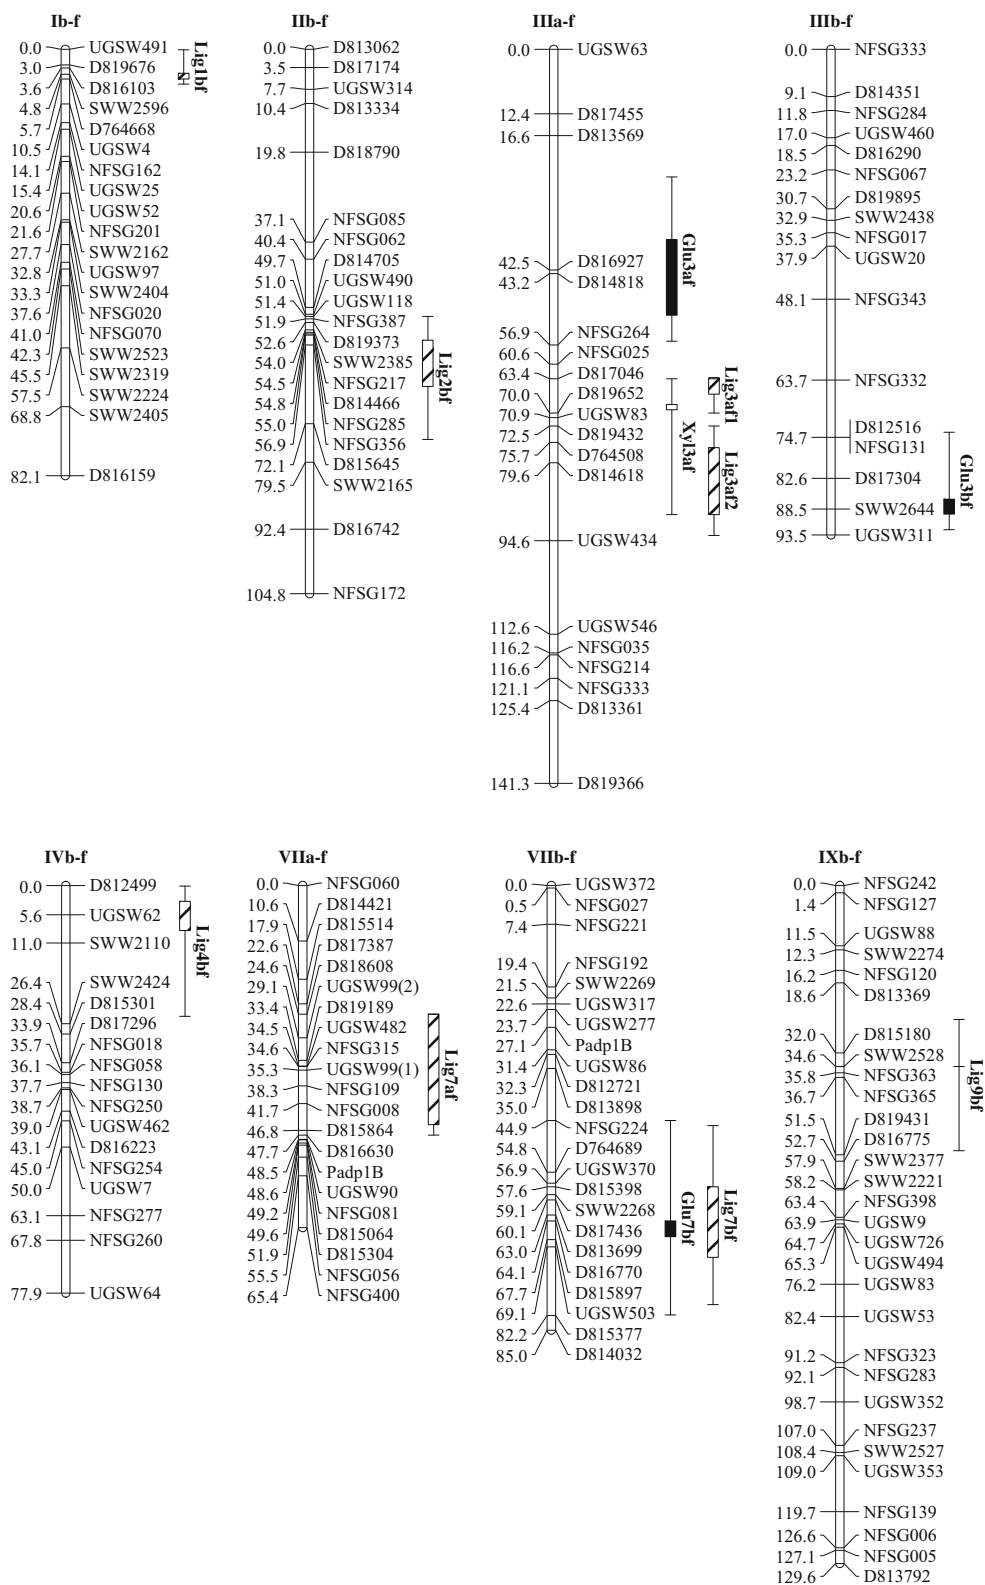 Ib-f
0.0 UGSW491
3.0 D819676
3.6 D816103
4.8 SWW2596
5.7 D764668
10.5 UGSW4
14.1 NFSG162
15.4 UGSW25
20.6 UGSW52
21.6 NFSG201
27.7 SWW2162
32.8 UGSW97
33.3 SWW2404
37.6 NFSG020
41.0 NFSG070
42.3 SWW2523
45.5 SWW2319
57.5 SWW2224
68.8 SWW2405
82.1 D816159
Lig1bf
IIb-f
0.0 D813062
3.5 D817174
7.7 UGSW314
10.4 D813334
19.8 D818790
37.1 NFSG085
40.4 NFSG062
49.7 D814705
51.0 UGSW490
51.4 UGSW118
51.9 NFSG387
52.6 D819373
54.0 SWW2385
54.5 NFSG217
54.8 D814466
55.0 NFSG285
56.9 NFSG356
72.1 D815645
79.5 SWW2165
92.4 D816742
104.8 NFSG172
Lig2bf
IIIa-f
0.0 UGSW63
12.4 D817455
16.6 D813569
42.5 D816927
43.2 D814818
56.9 NFSG264
60.6 NFSG025
63.4 D817046
70.0 D819652
70.9 UGSW83
72.5 D819432
75.7 D764508
79.6 D814618
94.6 UGSW434
112.6 UGSW546
116.2 NFSG035
116.6 NFSG214
121.1 NFSG333
125.4 D813361
141.3 D819366
Glu3af
Xyl3af
Lig3af1
Lig3af2
IIIb-f
0.0 NFSG333
9.1 D814351
11.8 NFSG284
17.0 UGSW460
18.5 D816290
23.2 NFSG067
30.7 D819895
32.9 SWW2438
35.3 NFSG017
37.9 UGSW20
48.1 NFSG343
63.7 NFSG332
74.7 D812516
NFSG131
82.6 D817304
88.5 SWW2644
93.5 UGSW311
Glu3bf
IVb-f
0.0 D812499
5.6 UGSW62
11.0 SWW2110
26.4 SWW2424
28.4 D815301
33.9 D817296
35.7 NFSG018
36.1 NFSG058
37.7 NFSG130
38.7 NFSG250
39.0 UGSW462
43.1 D816223
45.0 NFSG254
50.0 UGSW7
63.1 NFSG277
67.8 NFSG260
77.9 UGSW64
Lig4bf
VIIa-f
0.0 NFSG060
10.6 D814421
17.9 D815514
22.6 D817387
24.6 D818608
29.1 UGSW99(2)
33.4 D819189
34.5 UGSW482
34.6 NFSG315
35.3 UGSW99(1)
38.3 NFSG109
41.7 NFSG008
46.8 D815864
47.7 D816630
48.5 Padp1B
48.6 UGSW90
49.2 NFSG081
49.6 D815064
51.9 D815304
55.5 NFSG056
65.4 NFSG400
Lig7af
VIIb-f
0.0 UGSW372
0.5 NFSG027
7.4 NFSG221
19.4 NFSG192
21.5 SWW2269
22.6 UGSW317
23.7 UGSW277
27.1 Padp1B
31.4 UGSW86
32.3 D812721
35.0 D813898
44.9 NFSG224
54.8 D764689
56.9 UGSW370
57.6 D815398
59.1 SWW2268
60.1 D817436
63.0 D813699
64.1 D816770
67.7 D815897
69.1 UGSW503
82.2 D815377
85.0 D814032
Glu7bf
Lig7bf
IXb-f
0.0 NFSG242
1.4 NFSG127
11.5 UGSW88
12.3 SWW2274
16.2 NFSG120
18.6 D813369
32.0 D815180
34.6 SWW2528
35.8 NFSG363
36.7 NFSG365
51.5 D819431
52.7 D816775
57.9 SWW2377
58.2 SWW2221
63.4 NFSG398
63.9 UGSW9
64.7 UGSW726
65.3 UGSW494
76.2 UGSW83
82.4 UGSW53
91.2 NFSG323
92.1 NFSG283
98.7 UGSW352
107.0 NFSG237
108.4 SWW2527
109.0 UGSW353
119.7 NFSG139
126.6 NFSG006
127.1 NFSG005
129.6 D813792
Lig9bf